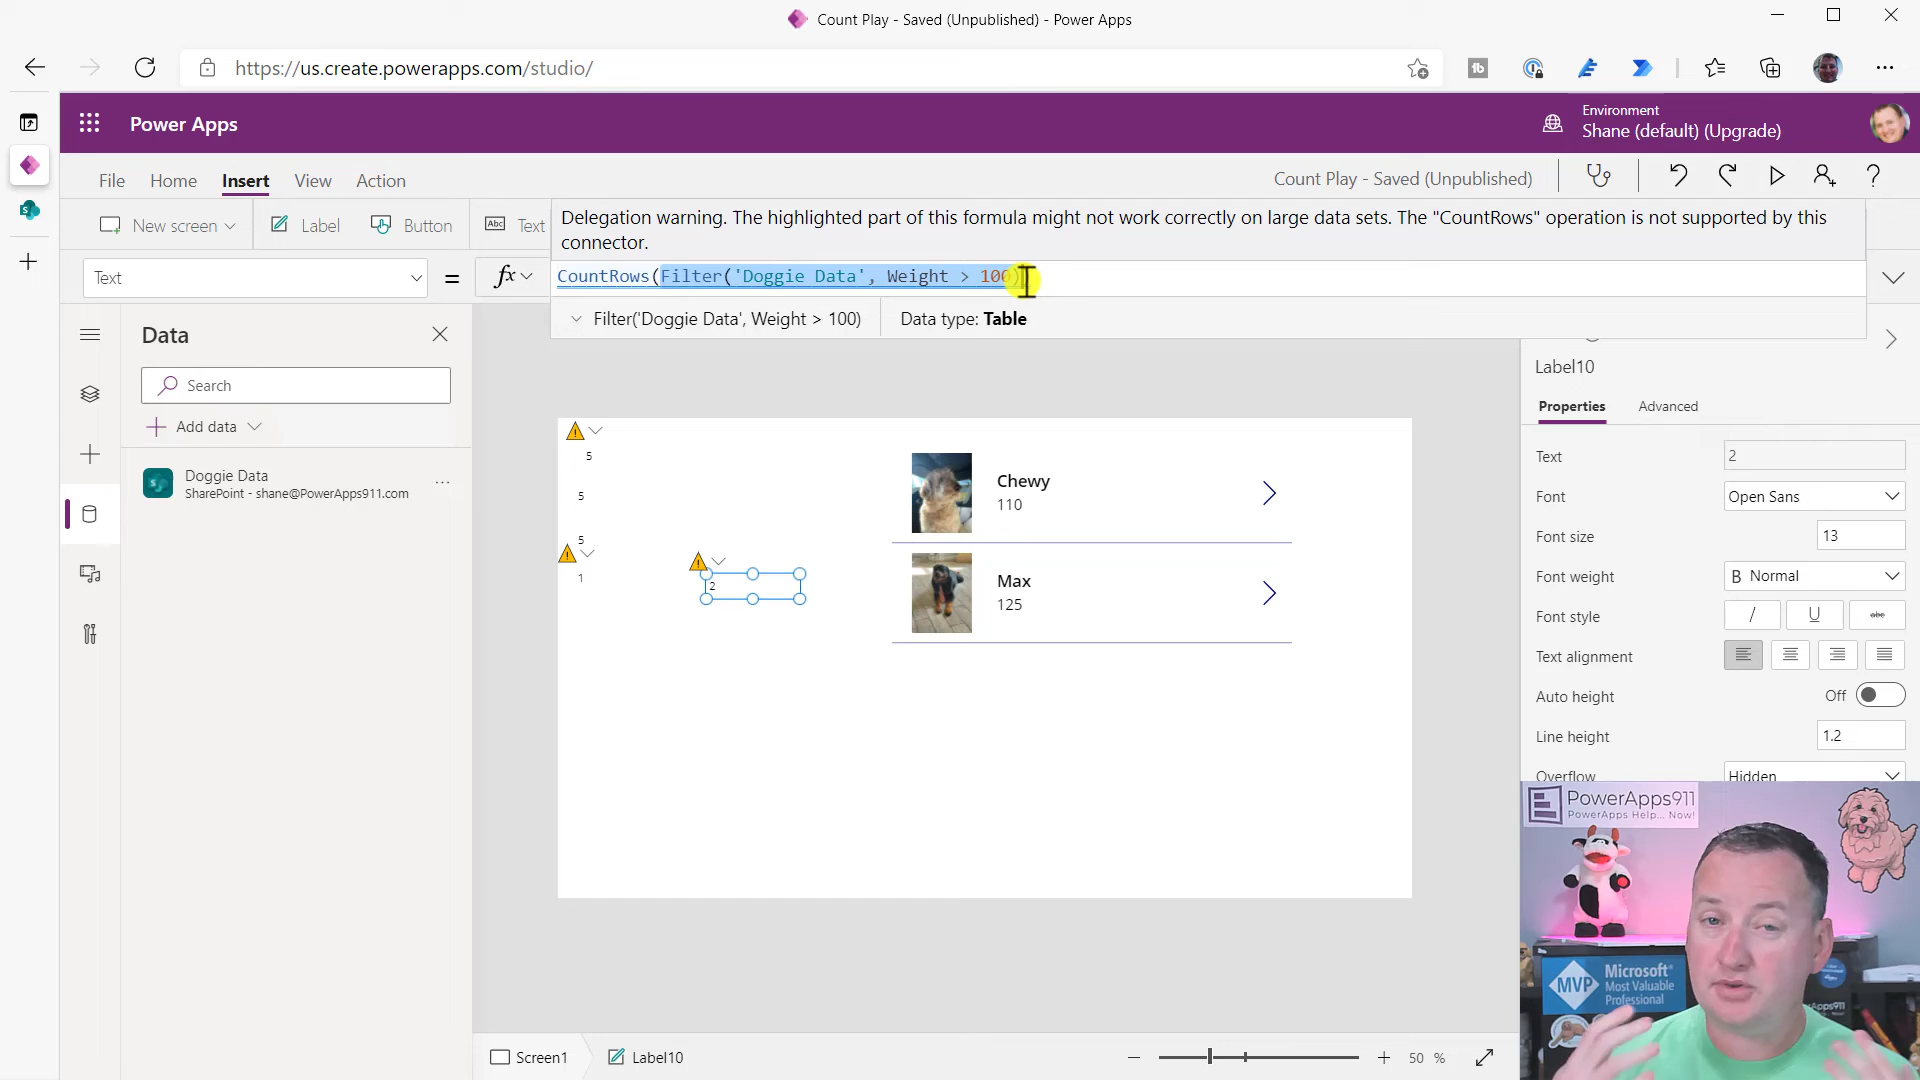 Count Play - Saved (Unpublished) - Power Apps
https://us.create.powerapps.com/studio/
Power Apps
Environment
Shane (default) (Upgrade)
File
Home
Insert
View
Action
Count Play - Saved (Unpublished)
New screen
Label
Button
Abc
Text
Delegation warning. The highlighted part of this formula might not work correctly on large data sets. The "CountRows" operation is not supported by this
connector.
Text
=
fx
CountRows(Filter('Doggie Data', Weight > 100)
Filter('Doggie Data', Weight > 100)
Data type: Table
Data
Search
Add data
Doggie Data
SharePoint - shane@PowerApps911.com
5
5
5
1
2
Chewy
110
Max
125
Label10
Properties
Advanced
Text
2
Font
Open Sans
Font size
13
Font weight
B Normal
Font style
/
U
abc
Text alignment
Auto height
Off
Line height
1.2
Overflow
Hidden
PowerApps911
PowerApps Help... Now!
MVP
Microsoft
Most Valuable
Professional
Screen1
Label10
50 %